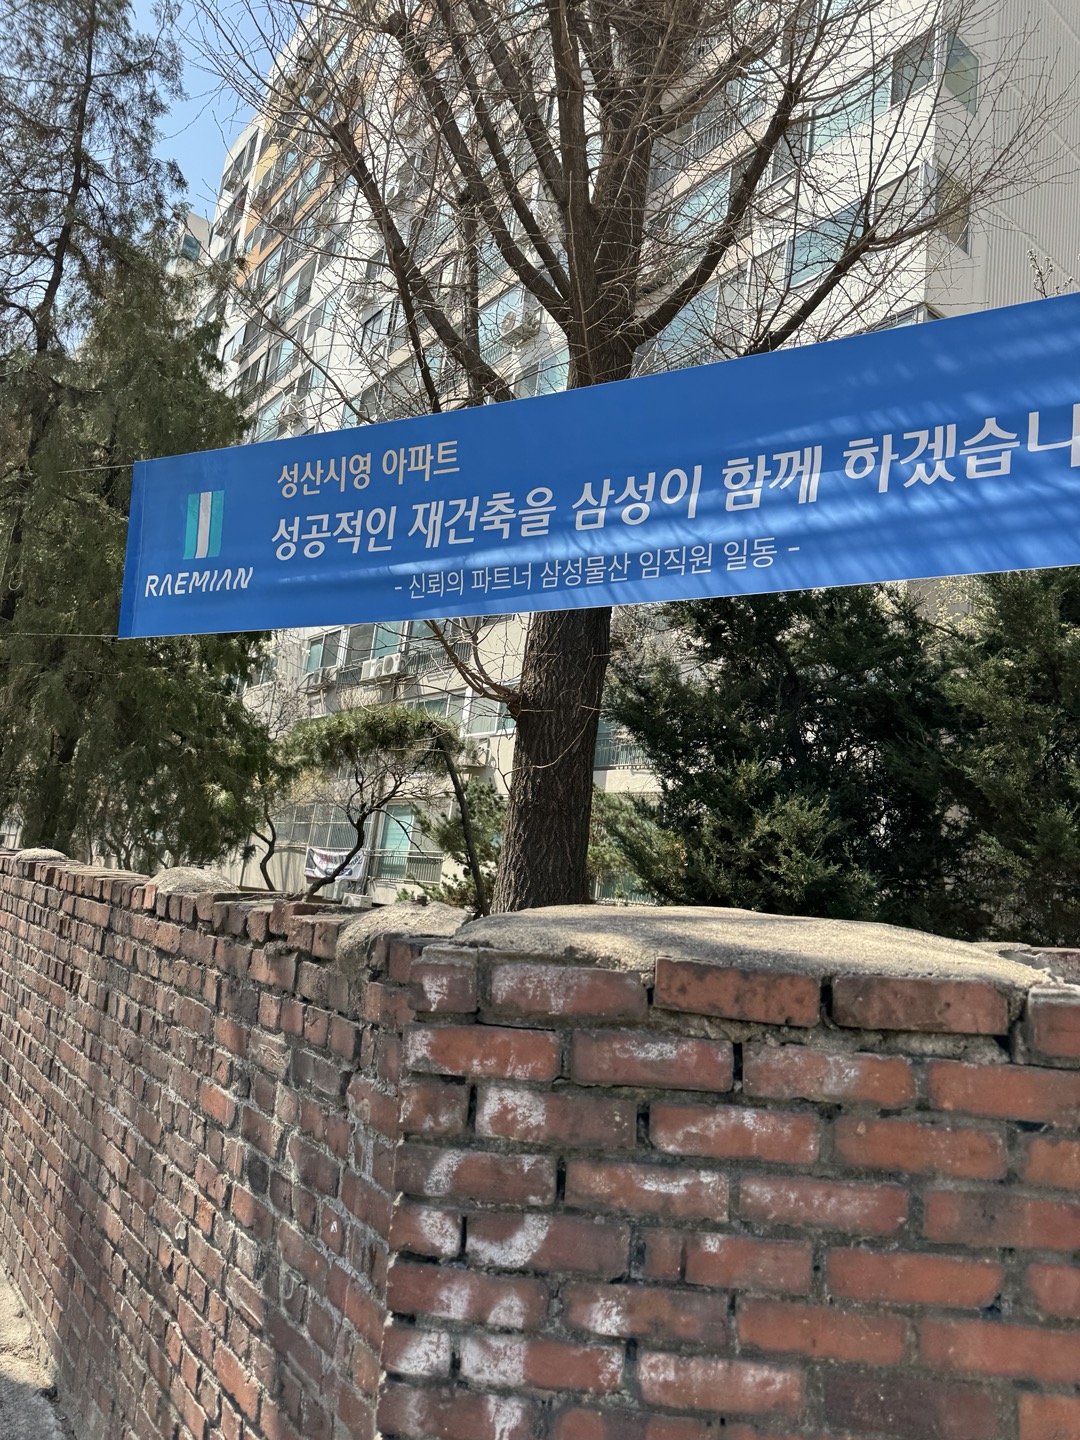 성산시영 아파트
성공적인 재건축을 삼성이 함께 하겠습니
- 신뢰의 파트너 삼성물산 임직원 일동 -
RAEMIAN